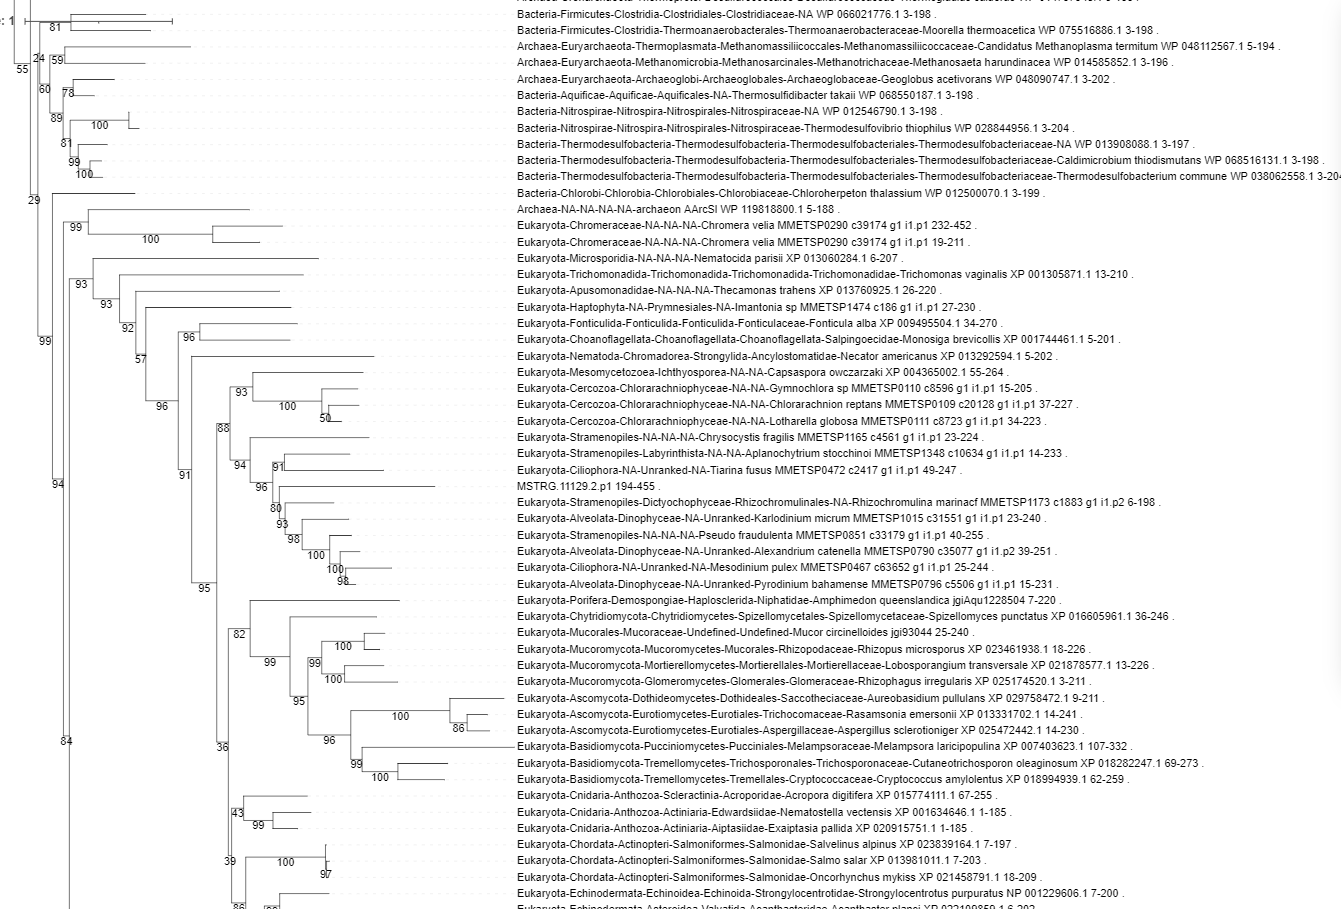 : 1
Bacteria-Firmicutes-Clostridia-Clostridiales-Clostridiaceae-NA WP 066021776.1 3-198 .
81
Bacteria-Firmicutes-Clostridia-Thermoanaerobacterales-Thermoanaerobacteraceae-Moorella thermoacetica WP 075516886.1 3-198 .
Archaea-Euryarchaeota-Thermoplasmata-Methanomassiliicoccales-Methanomassiliicoccaceae-Candidatus Methanoplasma termitum WP 048112567.1 5-194 .
24
59
Archaea-Euryarchaeota-Methanomicrobia-Methanosarcinales-Methanotrichaceae-Methanosaeta harundinacea WP 014585852.1 3-196 .
55
Archaea-Euryarchaeota-Archaeoglobi-Archaeoglobales-Archaeoglobaceae-Geoglobus acetivorans WP 048090747.1 3-202 .
60
78
Bacteria-Aquificae-Aquificae-Aquificales-NA-Thermosulfidibacter takaii WP 068550187.1 3-198 .
Bacteria-Nitrospirae-Nitrospira-Nitrospirales-Nitrospiraceae-NA WP 012546790.1 3-198 .
89
100
Bacteria-Nitrospirae-Nitrospira-Nitrospirales-Nitrospiraceae-Thermodesulfovibrio thiophilus WP 028844956.1 3-204 .
81
Bacteria-Thermodesulfobacteria-Thermodesulfobacteria-Thermodesulfobacteriales-Thermodesulfobacteriaceae-NA WP 013908088.1 3-197 .
99
Bacteria-Thermodesulfobacteria-Thermodesulfobacteria-Thermodesulfobacteriales-Thermodesulfobacteriaceae-Caldimicrobium thiodismutans WP 068516131.1 3-198 .
100
Bacteria-Thermodesulfobacteria-Thermodesulfobacteria-Thermodesulfobacteriales-Thermodesulfobacteriaceae-Thermodesulfobacterium commune WP 038062558.1 3-204
29
Bacteria-Chlorobi-Chlorobia-Chlorobiales-Chlorobiaceae-Chloroherpeton thalassium WP 012500070.1 3-199 .
Archaea-NA-NA-NA-NA-archaeon AArcSl WP 119818800.1 5-188 .
99
Eukaryota-Chromeraceae-NA-NA-NA-Chromera velia MMETSP0290 c39174 g1 i1.p1 232-452 .
100
Eukaryota-Chromeraceae-NA-NA-NA-Chromera velia MMETSP0290 c39174 g1 i1.p1 19-211 .
Eukaryota-Microsporidia-NA-NA-NA-Nematocida parisii XP 013060284.1 6-207 .
93
Eukaryota-Trichomonadida-Trichomonadida-Trichomonadida-Trichomonadidae-Trichomonas vaginalis XP 001305871.1 13-210 .
Eukaryota-Apusomonadidae-NA-NA-NA-Thecamonas trahens XP 013760925.1 26-220 .
93
Eukaryota-Haptophyta-NA-Prymnesiales-NA-Imantonia sp MMETSP1474 c186 g1 i1.p1 27-230 .
92
Eukaryota-Fonticulida-Fonticulida-Fonticulida-Fonticulaceae-Fonticula alba XP 009495504.1 34-270 .
99
96
Eukaryota-Choanoflagellata-Choanoflagellata-Choanoflagellata-Salpingoecidae-Monosiga brevicollis XP 001744461.1 5-201 .
57
Eukaryota-Nematoda-Chromadorea-Strongylida-Ancylostomatidae-Necator americanus XP 013292594.1 5-202 .
Eukaryota-Mesomycetozoea-Ichthyosporea-NA-NA-Capsaspora owczarzaki XP 004365002.1 55-264 .
93
Eukaryota-Cercozoa-Chlorarachniophyceae-NA-NA-Gymnochlora sp MMETSP0110 c8596 g1 i1.p1 15-205 .
96
100
Eukaryota-Cercozoa-Chlorarachniophyceae-NA-NA-Chlorarachnion reptans MMETSP0109 c20128 g1 i1.p1 37-227 .
50
Eukaryota-Cercozoa-Chlorarachniophyceae-NA-NA-Lotharella globosa MMETSP0111 c8723 g1 i1.p1 34-223 .
88
Eukaryota-Stramenopiles-NA-NA-NA-Chrysocystis fragilis MMETSP1165 c4561 g1 i1.p1 23-224 .
Eukaryota-Stramenopiles-Labyrinthista-NA-NA-Aplanochytrium stocchinoi MMETSP1348 c10634 g1 i1.p1 14-233 .
94
91
Eukaryota-Ciliophora-NA-Unranked-NA-Tiarina fusus MMETSP0472 c2417 g1 i1.p1 49-247 .
91
94
96
MSTRG.11129.2.p1 194-455 .
Eukaryota-Stramenopiles-Dictyochophyceae-Rhizochromulinales-NA-Rhizochromulina marinacf MMETSP1173 c1883 g1 i1.p2 6-198 .
80
Eukaryota-Alveolata-Dinophyceae-NA-Unranked-Karlodinium micrum MMETSP1015 c31551 g1 i1.p1 23-240 .
93
Eukaryota-Stramenopiles-NA-NA-NA-Pseudo fraudulenta MMETSP0851 c33179 g1 i1.p1 40-255 .
98
Eukaryota-Alveolata-Dinophyceae-NA-Unranked-Alexandrium catenella MMETSP0790 c35077 g1 i1.p2 39-251 .
100
Eukaryota-Ciliophora-NA-Unranked-NA-Mesodinium pulex MMETSP0467 c63652 g1 i1.p1 25-244 .
100
98
Eukaryota-Alveolata-Dinophyceae-NA-Unranked-Pyrodinium bahamense MMETSP0796 c5506 g1 i1.p1 15-231 .
95
Eukaryota-Porifera-Demospongiae-Haplosclerida-Niphatidae-Amphimedon queenslandica jgiAqu1228504 7-220 .
Eukaryota-Chytridiomycota-Chytridiomycetes-Spizellomycetales-Spizellomycetaceae-Spizellomyces punctatus XP 016605961.1 36-246 .
82
Eukaryota-Mucorales-Mucoraceae-Undefined-Undefined-Mucor circinelloides jgi93044 25-240 .
100
Eukaryota-Mucoromycota-Mucoromycetes-Mucorales-Rhizopodaceae-Rhizopus microsporus XP 023461938.1 18-226 .
99
99
Eukaryota-Mucoromycota-Mortierellomycetes-Mortierellales-Mortierellaceae-Lobosporangium transversale XP 021878577.1 13-226 .
100
Eukaryota-Mucoromycota-Glomeromycetes-Glomerales-Glomeraceae-Rhizophagus irregularis XP 025174520.1 3-211 .
95
Eukaryota-Ascomycota-Dothideomycetes-Dothideales-Saccotheciaceae-Aureobasidium pullulans XP 029758472.1 9-211 .
100
Eukaryota-Ascomycota-Eurotiomycetes-Eurotiales-Trichocomaceae-Rasamsonia emersonii XP 013331702.1 14-241 .
86
Eukaryota-Ascomycota-Eurotiomycetes-Eurotiales-Aspergillaceae-Aspergillus sclerotioniger XP 025472442.1 14-230 .
84
96
36
Eukaryota-Basidiomycota-Pucciniomycetes-Pucciniales-Melampsoraceae-Melampsora laricipopulina XP 007403623.1 107-332 .
99
Eukaryota-Basidiomycota-Tremellomycetes-Trichosporonales-Trichosporonaceae-Cutaneotrichosporon oleaginosum XP 018282247.1 69-273 .
100
Eukaryota-Basidiomycota-Tremellomycetes-Tremellales-Cryptococcaceae-Cryptococcus amylolentus XP 018994939.1 62-259 .
Eukaryota-Cnidaria-Anthozoa-Scleractinia-Acroporidae-Acropora digitifera XP 015774111.1 67-255 .
43
Eukaryota-Cnidaria-Anthozoa-Actiniaria-Edwardsiidae-Nematostella vectensis XP 001634646.1 1-185 .
99
Eukaryota-Cnidaria-Anthozoa-Actiniaria-Aiptasiidae-Exaiptasia pallida XP 020915751.1 1-185 .
Eukaryota-Chordata-Actinopteri-Salmoniformes-Salmonidae-Salvelinus alpinus XP 023839164.1 7-197 .
39
100
Eukaryota-Chordata-Actinopteri-Salmoniformes-Salmonidae-Salmo salar XP 013981011.1 7-203 .
97
Eukaryota-Chordata-Actinopteri-Salmoniformes-Salmonidae-Oncorhynchus mykiss XP 021458791.1 18-209 .
Eukaryota-Echinodermata-Echinoidea-Echinoida-Strongylocentrotidae-Strongylocentrotus purpuratus NP 001229606.1 7-200 .
86